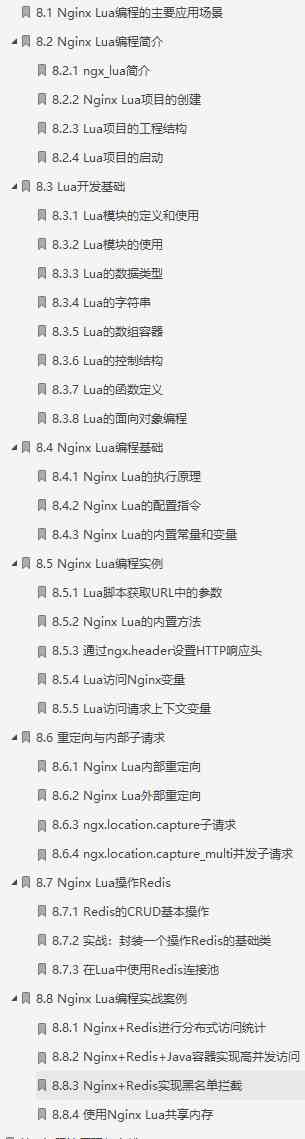 8.1 Nginx Lua编程的主要应用场景
8.2 Nginx Lua编程简介
8.2.1 ngx_lua简介
8.2.2 Nginx Lua项目的创建
8.2.3 Lua项目的工程结构
8.2.4 Lua项目的启动
8.3 Lua开发基础
8.3.1 Lua模块的定义和使用
8.3.2 Lua模块的使用
8.3.3 Lua的数据类型
8.3.4 Lua的字符串
8.3.5 Lua的数组容器
8.3.6 Lua的控制结构
8.3.7 Lua的函数定义
8.3.8 Lua的面向对象编程
8.4 Nginx Lua编程基础
8.4.1 Nginx Lua的执行原理
8.4.2 Nginx Lua的配置指令
8.4.3 Nginx Lua的内置常量和变量
8.5 Nginx Lua编程实例
8.5.1 Lua脚本获取URL中的参数
8.5.2 Nginx Lua的内置方法
8.5.3 通过ngx.header设置HTTP响应头
8.5.4 Lua访问Nginx变量
8.5.5 Lua访问请求上下文变量
8.6 重定向与内部子请求
8.6.1 Nginx Lua内部重定向
8.6.2 Nginx Lua外部重定向
8.6.3 ngx.location.capture子请求
8.6.4 ngx.location.capture_multi并发子请求
8.7 Nginx Lua操作Redis
8.7.1 Redis的CRUD基本操作
8.7.2 实战：封装一个操作Redis的基础类
8.7.3 在Lua中使用Redis连接池
8.8 Nginx Lua编程实战案例
8.8.1 Nginx+Redis进行分布式访问统计
8.8.2 Nginx+Redis+Java容器实现高并发访问
8.8.3 Nginx+Redis实现黑名单拦截
8.8.4 使用Nginx Lua共享内存